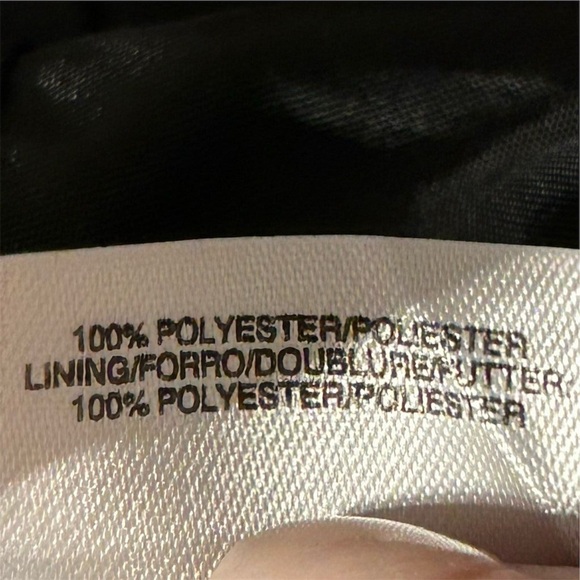 100% POLYESTER/POLIESTER
LINING/FORRO/DOUBLURE/FUTTER
100% POLYESTER/POLIESTER